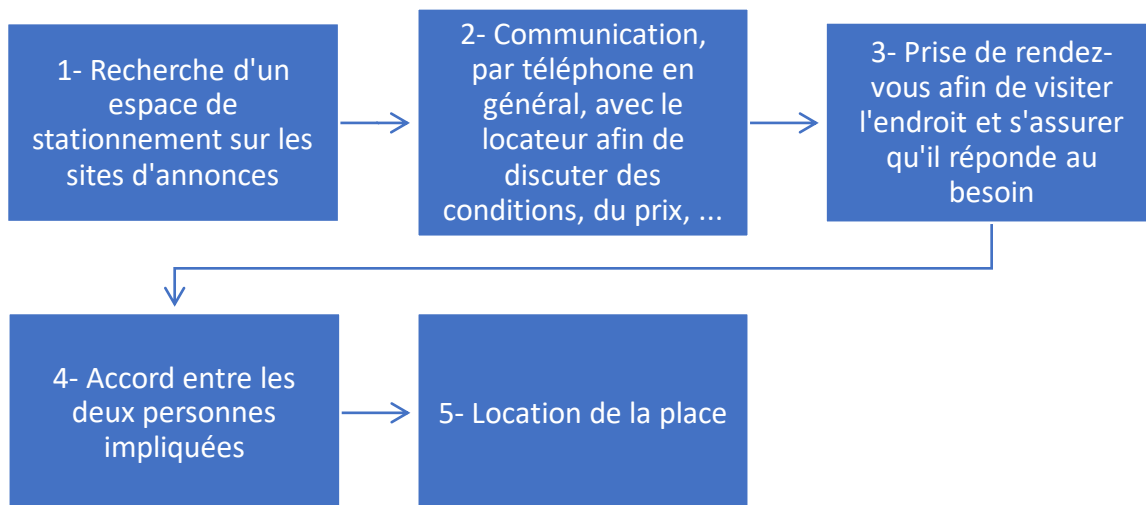 1- Recherche d'un
espace de
stationnement sur les
sites d'annonces
2- Communication,
par téléphone en
général, avec le
locateur afin de
discuter des
conditions, du prix, ...
3- Prise de rendez-
vous afin de visiter
l'endroit et s'assurer
qu'il réponde au
besoin
4- Accord entre les
deux personnes
impliquées
5- Location de la place